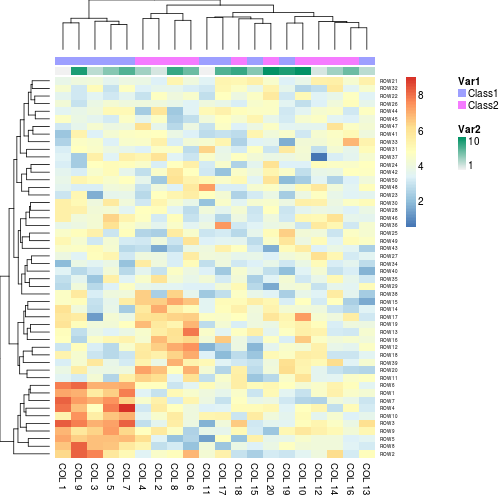 ROW21
ROW32
ROW22
ROW26
ROW44
ROW45
ROW47
ROW41
ROW33
ROW31
ROW37
ROW24
ROW42
ROW50
ROW48
ROW23
ROW30
ROW28
ROW46
ROW36
ROW25
ROW49
ROW43
ROW27
ROW34
ROW40
ROW35
ROW29
ROW38
ROW15
ROW14
ROW17
ROW19
ROW13
ROW16
ROW12
ROW18
ROW39
ROW20
ROW11
ROW6
ROW1
ROW7
ROW4
ROW10
ROW3
ROW9
ROW5
ROW8
ROW2
COL 1
COL 9
COL 3
COL 5
COL 7
COL 4
COL 2
COL 8
COL 6
COL 11
COL 17
COL 18
COL 15
COL 20
COL 19
COL 10
COL 12
COL 14
COL 16
COL 13
8
6
4
2
Var1
Class1
Class2
Var2
10
1